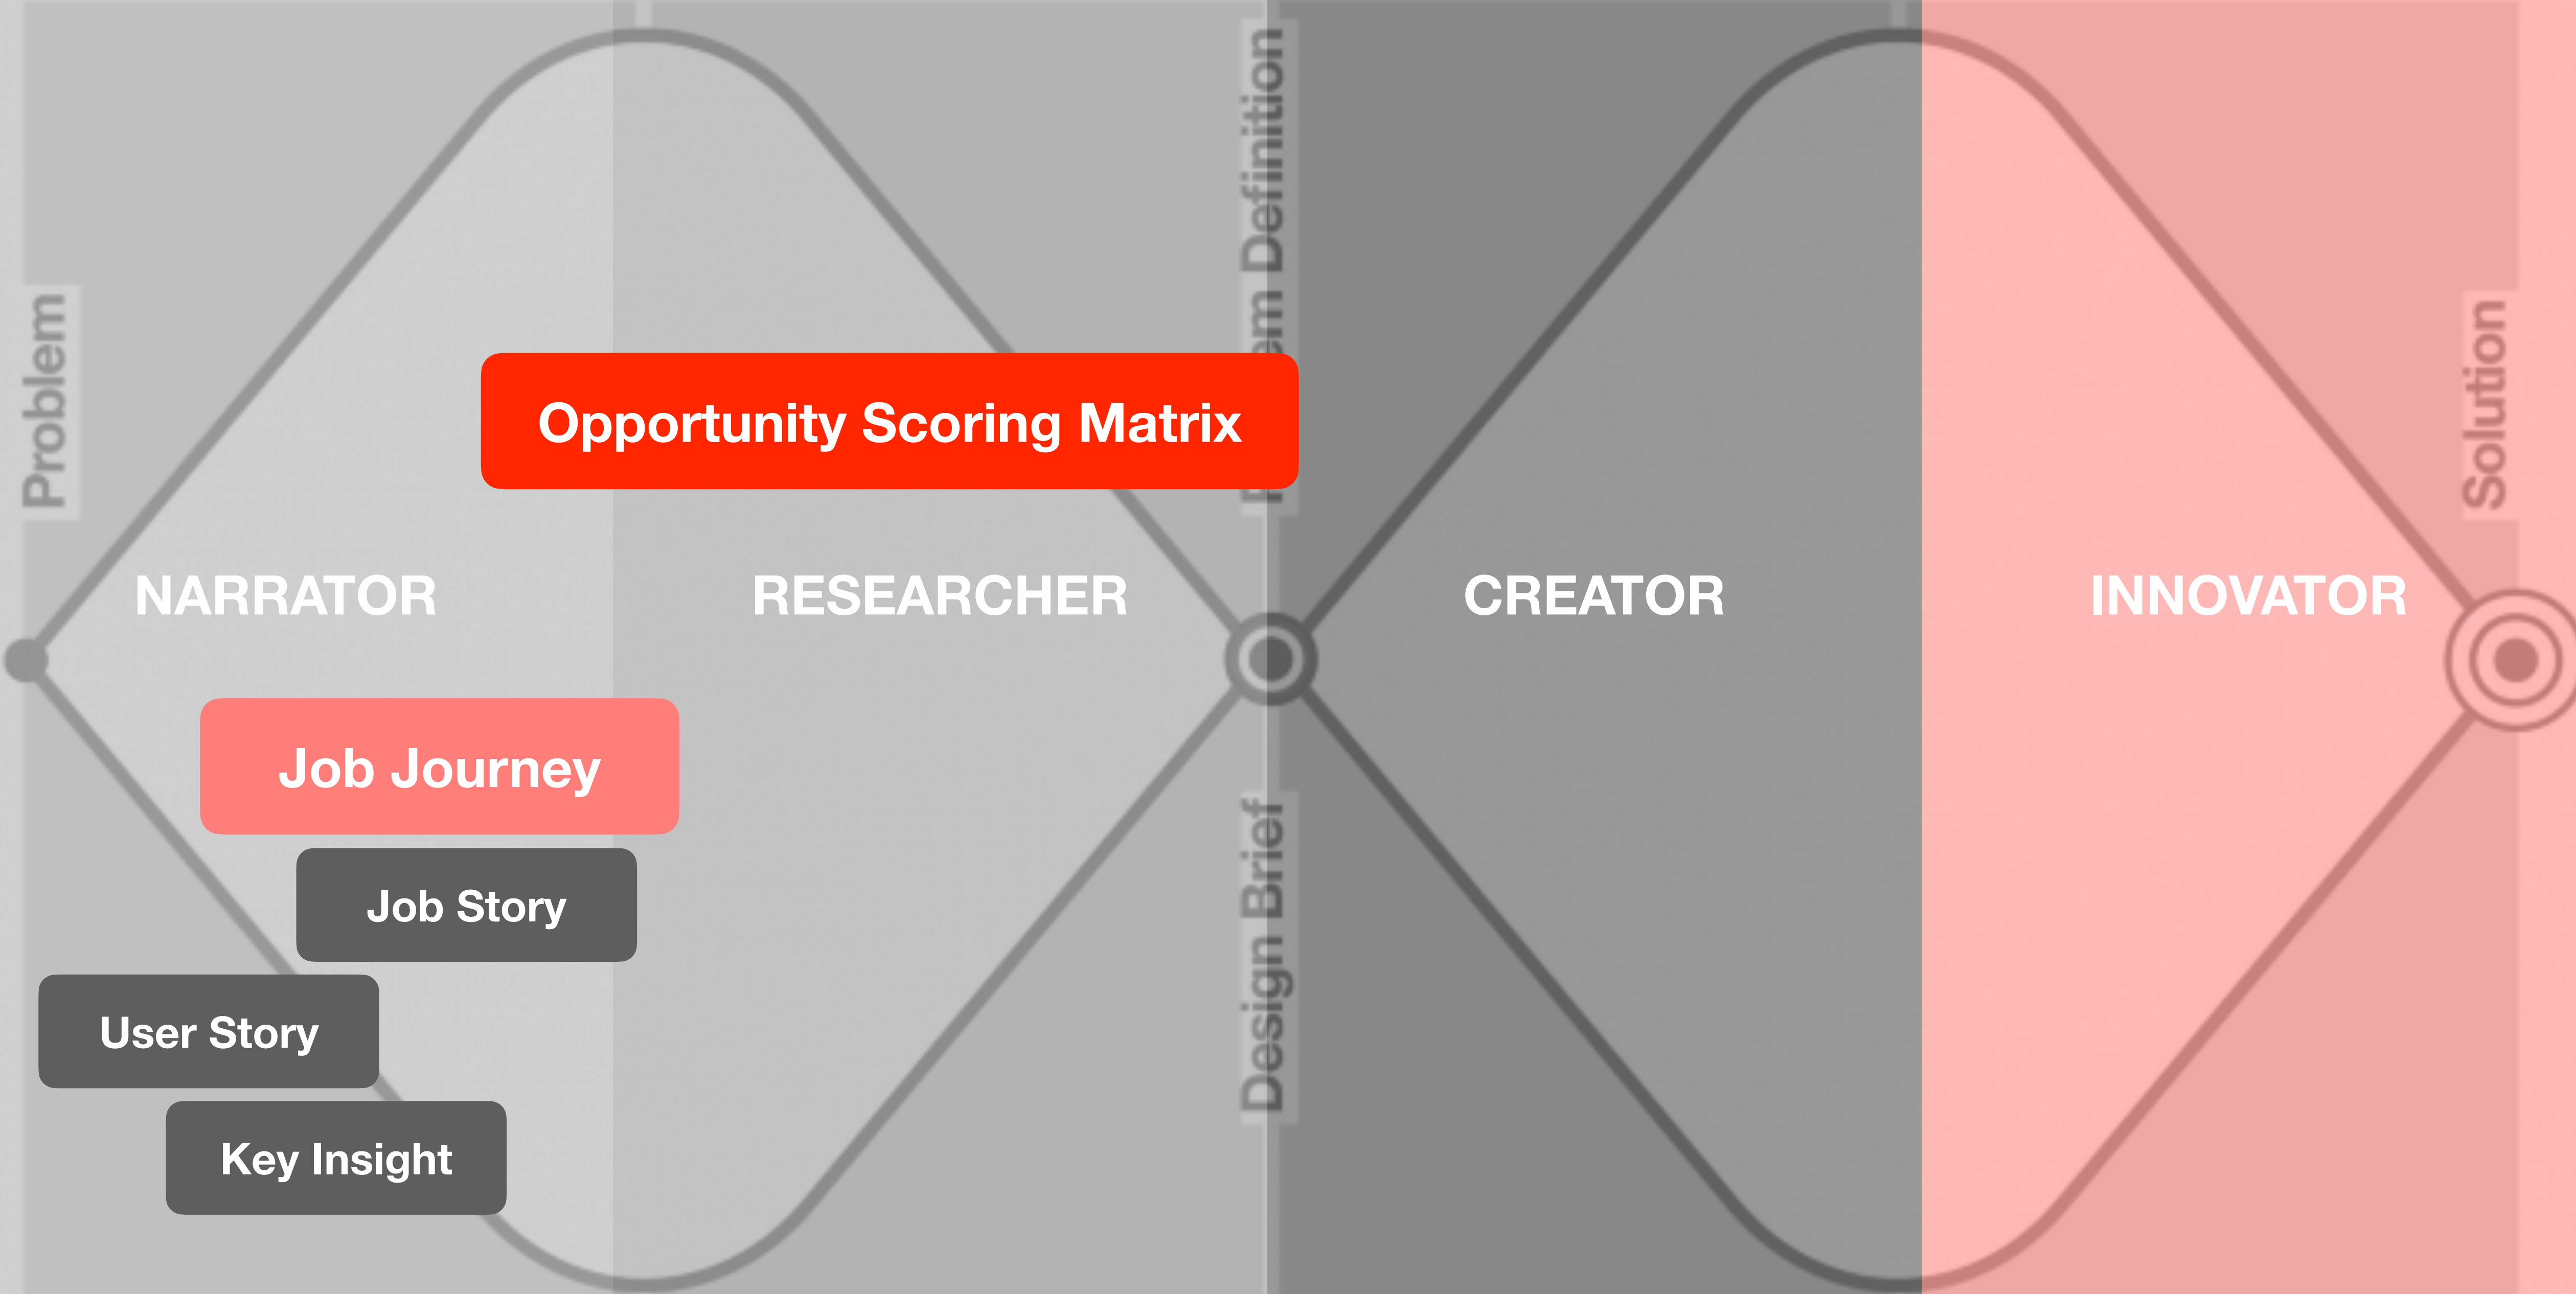 Problem
Definition
Solution
Opportunity Scoring Matrix
NARRATOR
RESEARCHER
CREATOR
INNOVATOR
Job Journey
Job Story
Design Brief
User Story
Key Insight